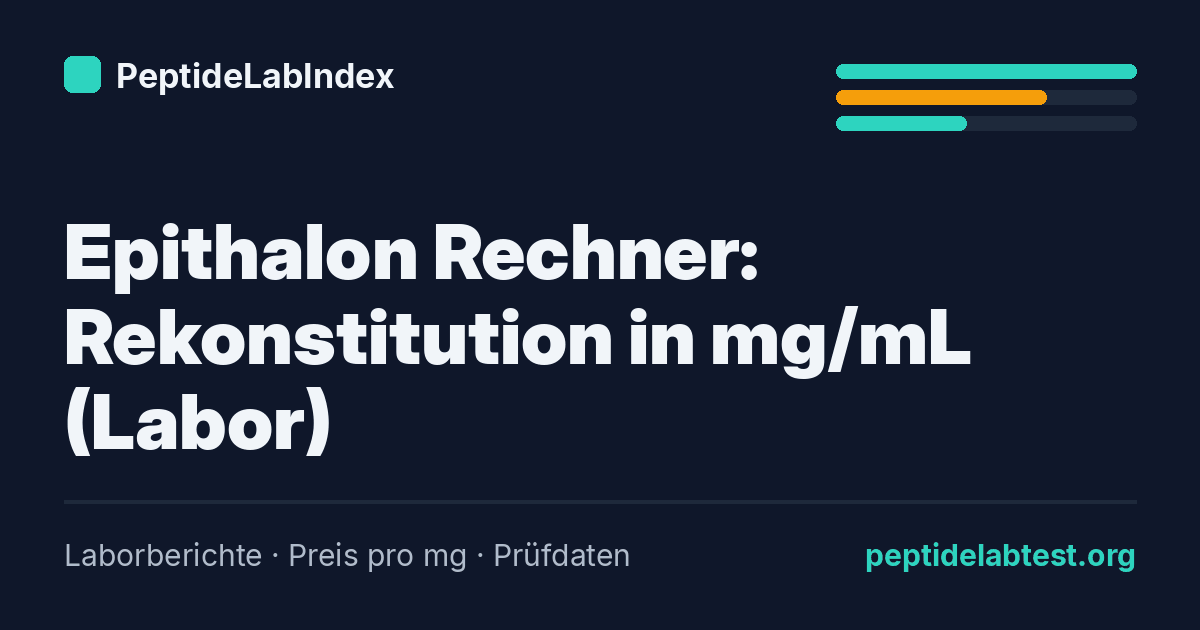 PeptideLabIndex
Epithalon Rechner:
Rekonstitution in mg/mL
(Labor)
Laborberichte · Preis pro mg · Prüfdaten
peptidelabtest.org